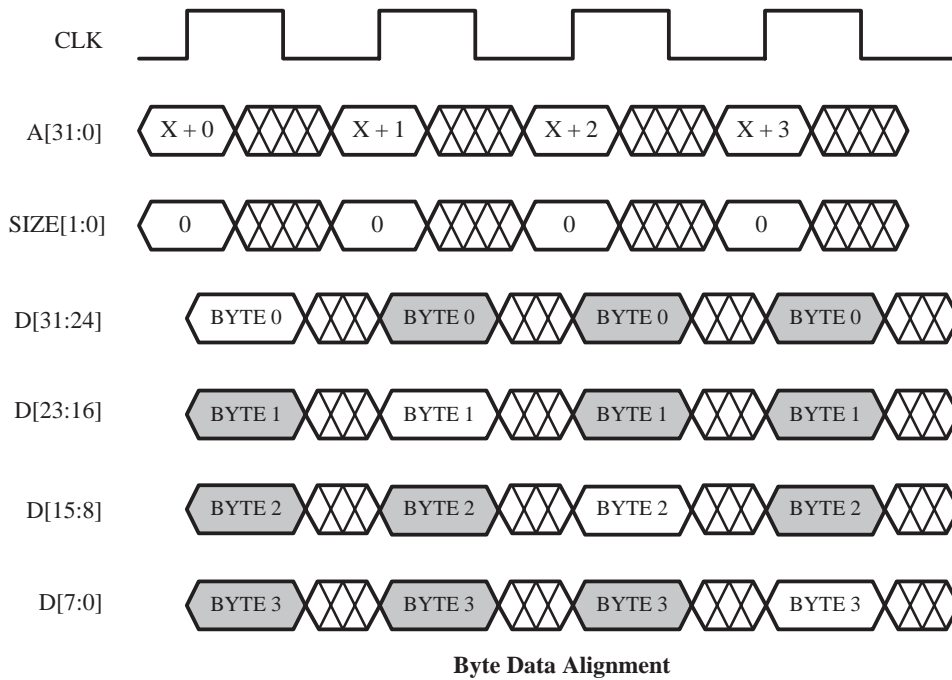 CLK
A[31:0] X + 0 X + 1 X + 2 X + 3
SIZE[1:0] 0 0 0 0
D[31:24] BYTE 0 BYTE 0 BYTE 0 BYTE 0
D[23:16] BYTE 1 BYTE 1 BYTE 1 BYTE 1
D[15:8] BYTE 2 BYTE 2 BYTE 2 BYTE 2
D[7:0] BYTE 3 BYTE 3 BYTE 3 BYTE 3
Byte Data Alignment